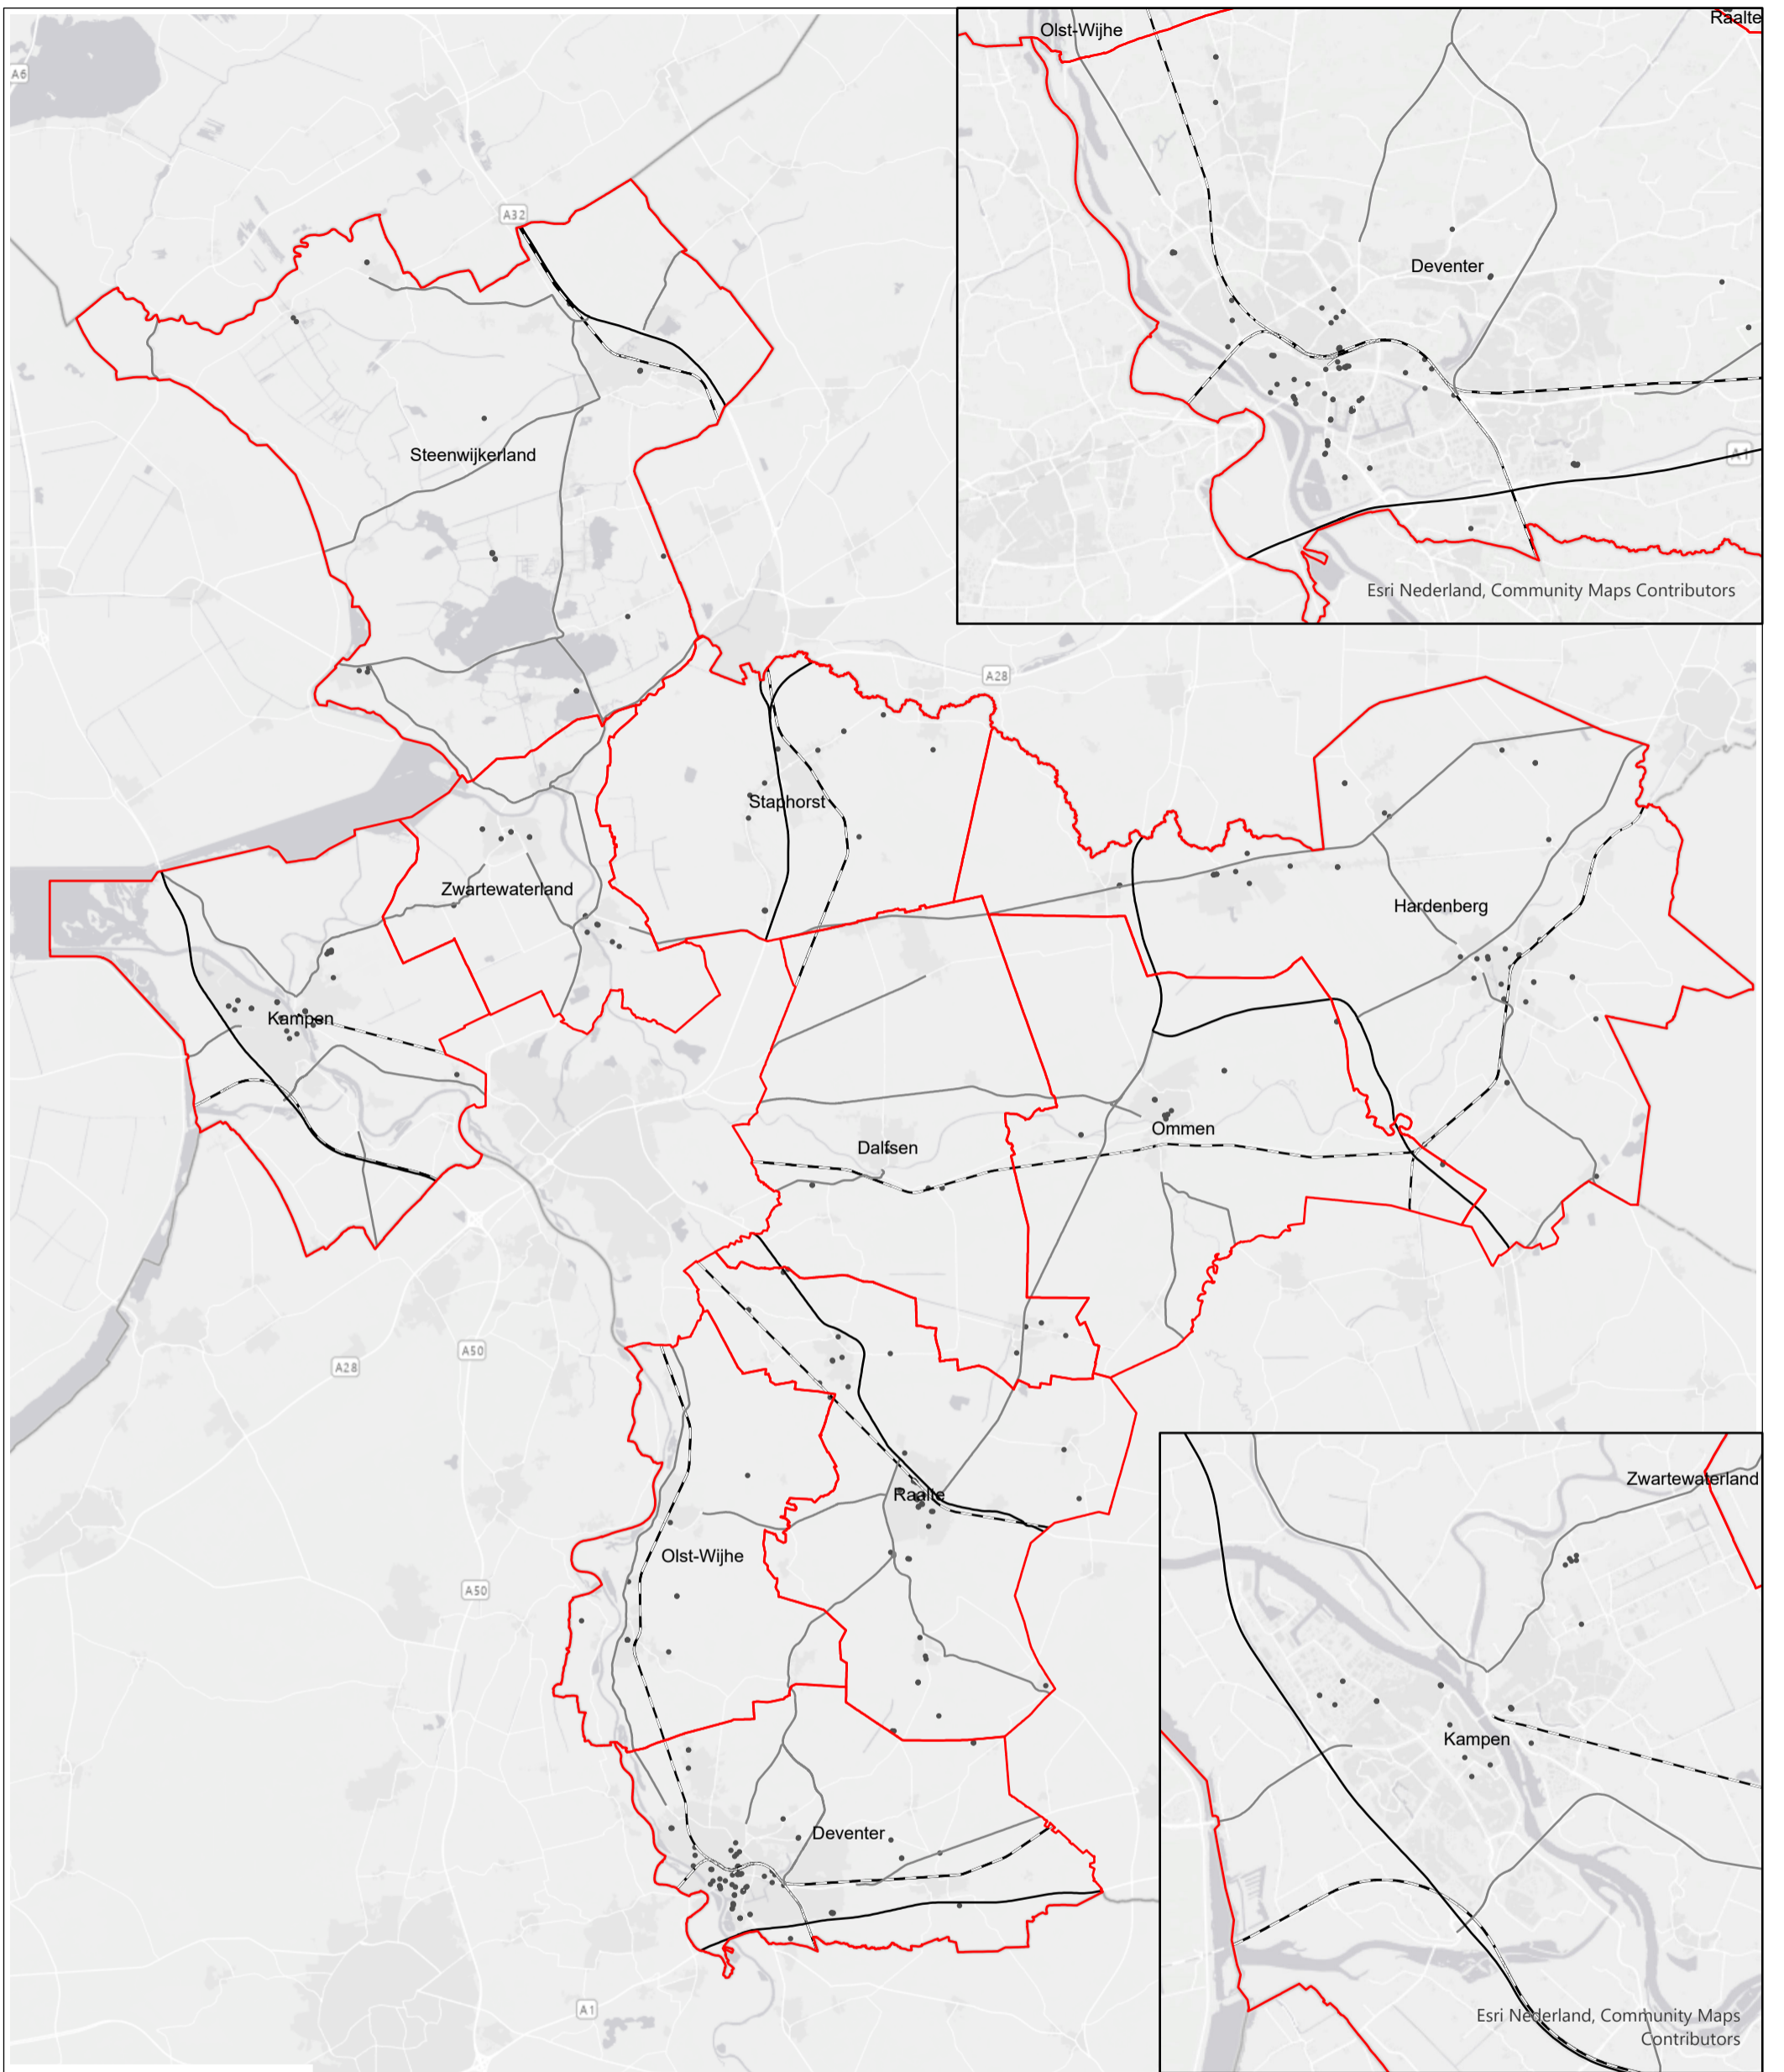 A6
A32
Steenwijkerland
Olst-Wijhe
Raalte
Deventer
A1
Esri Nederland, Community Maps Contributors
A28
Staphorst
Zwartewaterland
Hardenberg
Kampen
Dalfsen
Ommen
A28
A50
Raalte
Olst-Wijhe
A50
Deventer
A1
Zwartewaterland
Kampen
Esri Nederland, Community Maps
Contributors